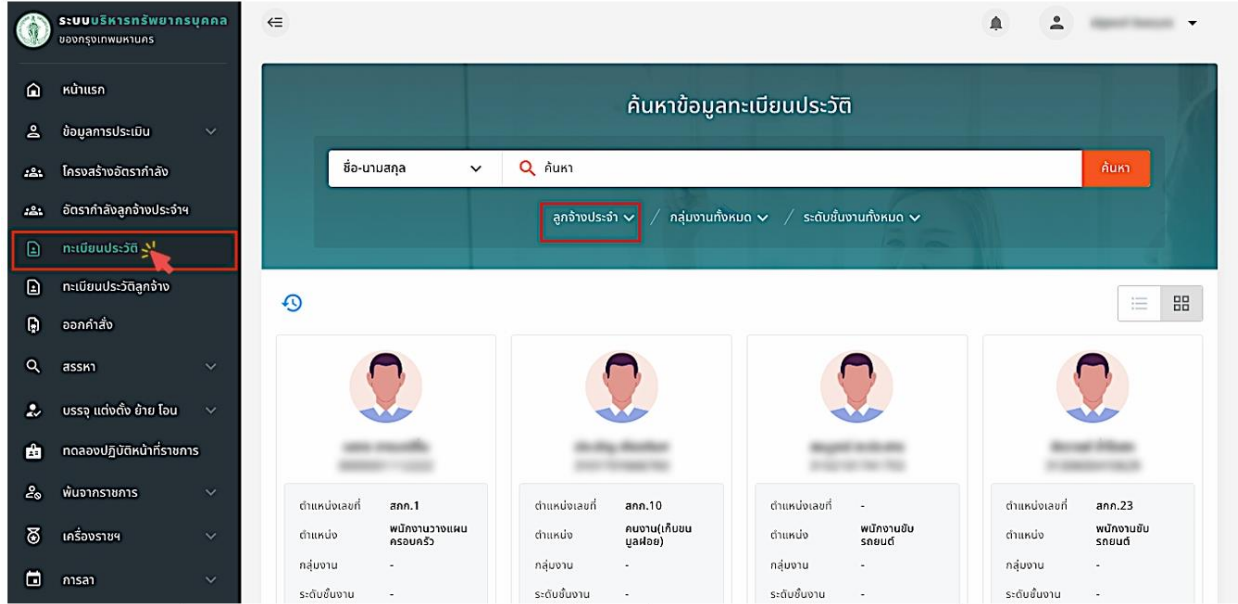 ระบบบริหารทรัพยากรบุคคล
ของกรุงเทพมหานคร
หน้าแรก
ข้อมูลการประเมิน
โครงสร้างอัตรากำลัง
อัตรากำลังลูกจ้างประจำฯ
ทะเบียนประวัติ
ทะเบียนประวัติลูกจ้าง
ออกคำสั่ง
สรรหา
บรรจุ แต่งตั้ง ย้าย โอน
ทดลองปฏิบัติหน้าที่ราชการ
พ้นจากราชการ
เครื่องราชฯ
การลา
ค้นหาข้อมูลทะเบียนประวัติ
ชื่อ-นามสกุล ค้นหา ค้นหา
ลูกจ้างประจำ / กลุ่มงานทั้งหมด / ระดับชั้นงานทั้งหมด
ตำแหน่งเลขที่ สกก.1
ตำแหน่ง พนักงานวางแผน
ครอบครัว
กลุ่มงาน -
ระดับชั้นงาน -
ตำแหน่งเลขที่ สกก.10
ตำแหน่ง คนงาน(เก็บขน
มูลฝอย)
กลุ่มงาน -
ระดับชั้นงาน -
ตำแหน่งเลขที่ -
ตำแหน่ง พนักงานขับ
รถยนต์
กลุ่มงาน -
ระดับชั้นงาน -
ตำแหน่งเลขที่ สกก.23
ตำแหน่ง พนักงานขับ
รถยนต์
กลุ่มงาน -
ระดับชั้นงาน -